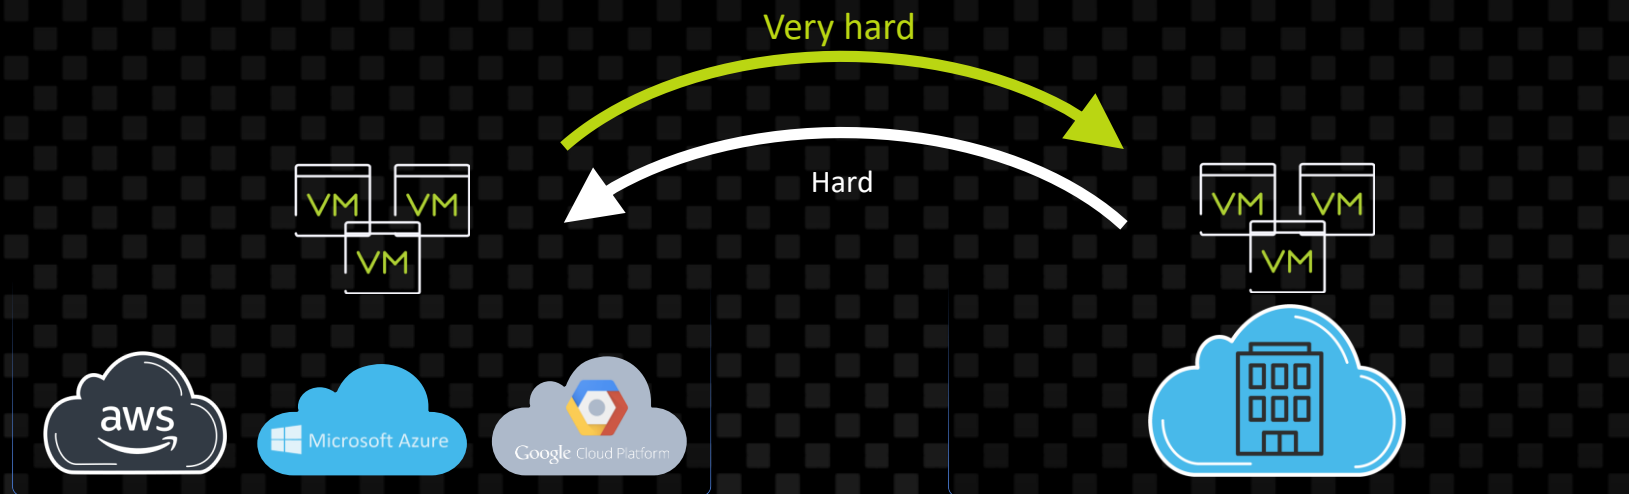 Very hard
Hard
VM
VM
VM
VM
VM
VM
aws
Microsoft Azure
Google Cloud Platform